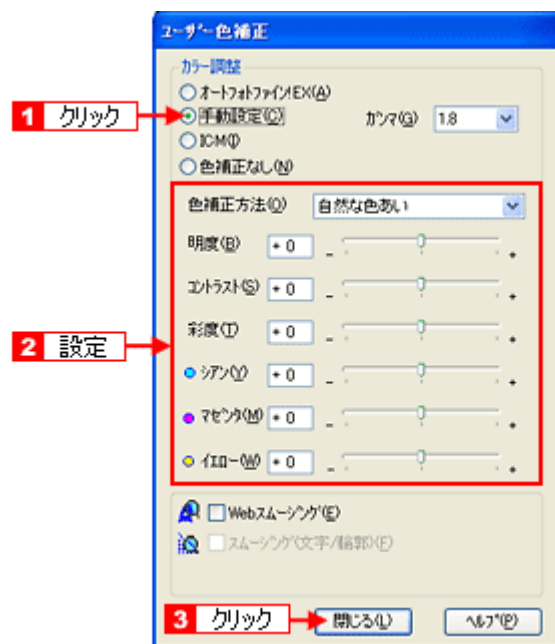 ユーザー色補正
カラー調整
オートフォトファイン!EX(A)
1 クリック
手動設定(C)
ガンマ(G) 1.8
ICM(I)
色補正なし(N)
色補正方法(O) 自然な色あい
明度(B) +0 - +
コントラスト(S) +0 - +
彩度(T) +0 - +
2 設定
シアン(Y) +0 - +
マゼンタ(M) +0 - +
イエロー(W) +0 - +
Webスムージング(E)
スムージング(文字/輪郭)(F)
3 クリック
閉じる(L) ヘルプ(P)